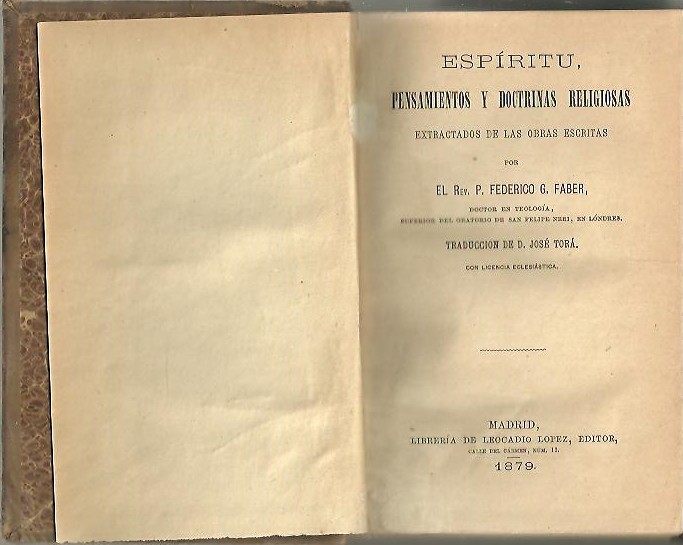 ESPÍRITU,
PENSAMIENTOS Y DOCTRINAS RELIGIOSAS
EXTRACTADOS DE LAS OBRAS ESCRITAS
POR
EL REV. P. FEDERICO G. FABER,
DOCTOR EN TEOLOGÍA,
SUPERIOR DEL ORATORIO DE SAN FELIPE NERI, EN LÓNDRES.
TRADUCCION DE D. JOSÉ TORÁ.
CON LICENCIA ECLESIÁSTICA.
MADRID,
LIBRERÍA DE LEOCADIO LOPEZ, EDITOR,
CALLE DEL CÁRMEN, NÚM. 13.
1879.